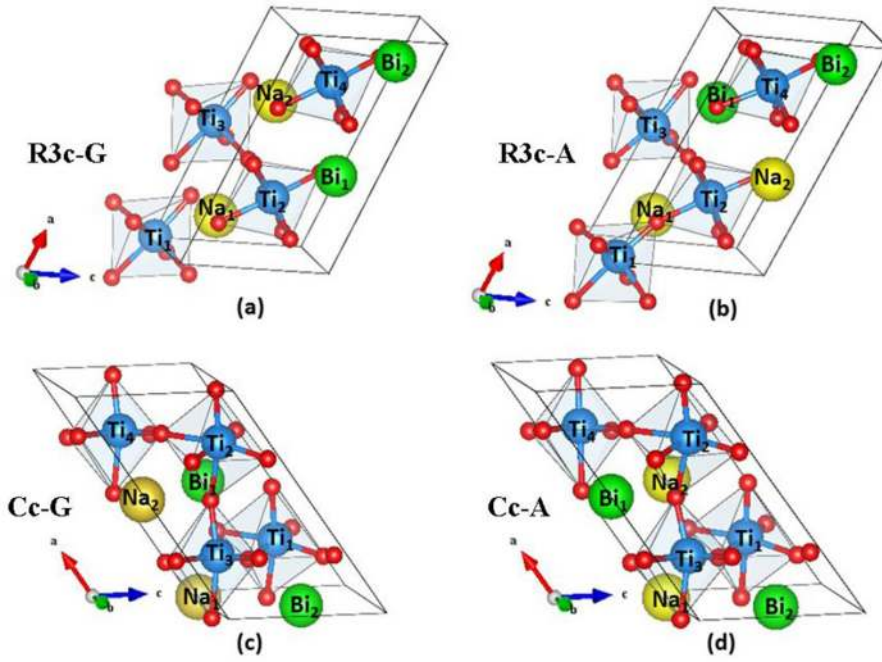 R3c-G
Na₂
Ti₄
Bi₂
Ti₃
Bi₁
Na₁
Ti₂
Ti₁
a
b
c
(a)
R3c-A
Bi₁
Ti₄
Bi₂
Ti₃
Na₁
Ti₂
Na₂
Ti₁
a
b
c
(b)
Cc-G
Ti₄
Ti₂
Bi
Na₂
Ti₃
Ti₁
Na₁
Bi₂
a
b
c
(c)
Cc-A
Ti₄
Ti₂
Na₂
Bi₁
Ti₃
Ti₁
Na₁
Bi₂
a
b
c
(d)